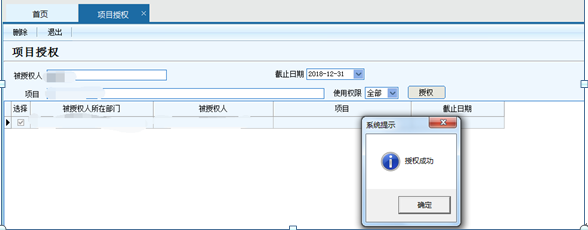 首页 项目授权
删除 退出
项目授权
被授权人 截止日期 2018-12-31
项目 使用权限 全部 授权
选择 被授权人所在部门 被授权人 项目 截止日期
系统提示
授权成功
确定